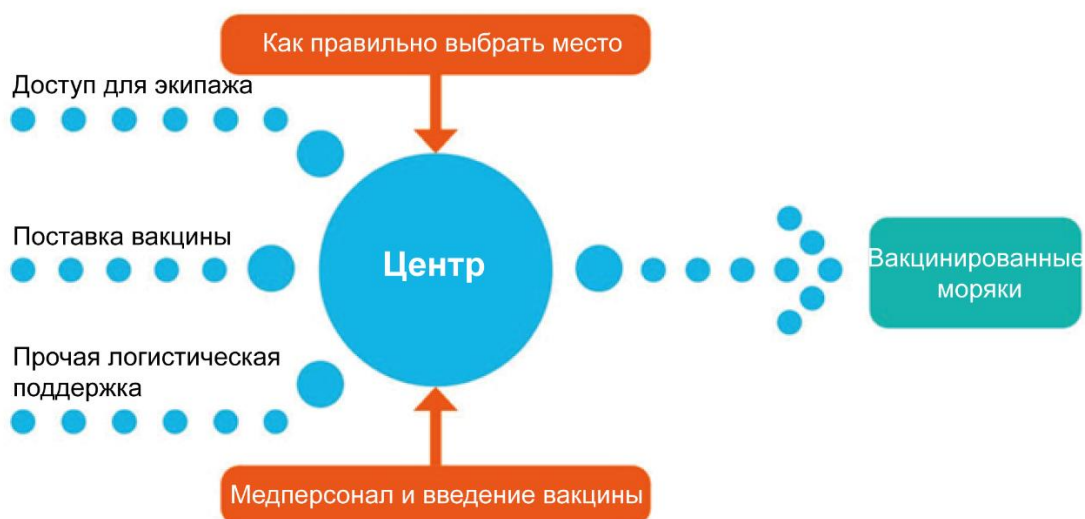 Как правильно выбрать место
Доступ для экипажа
Поставка вакцины
Центр
Вакцинированные
моряки
Прочая логистическая
поддержка
Медперсонал и введение вакцины